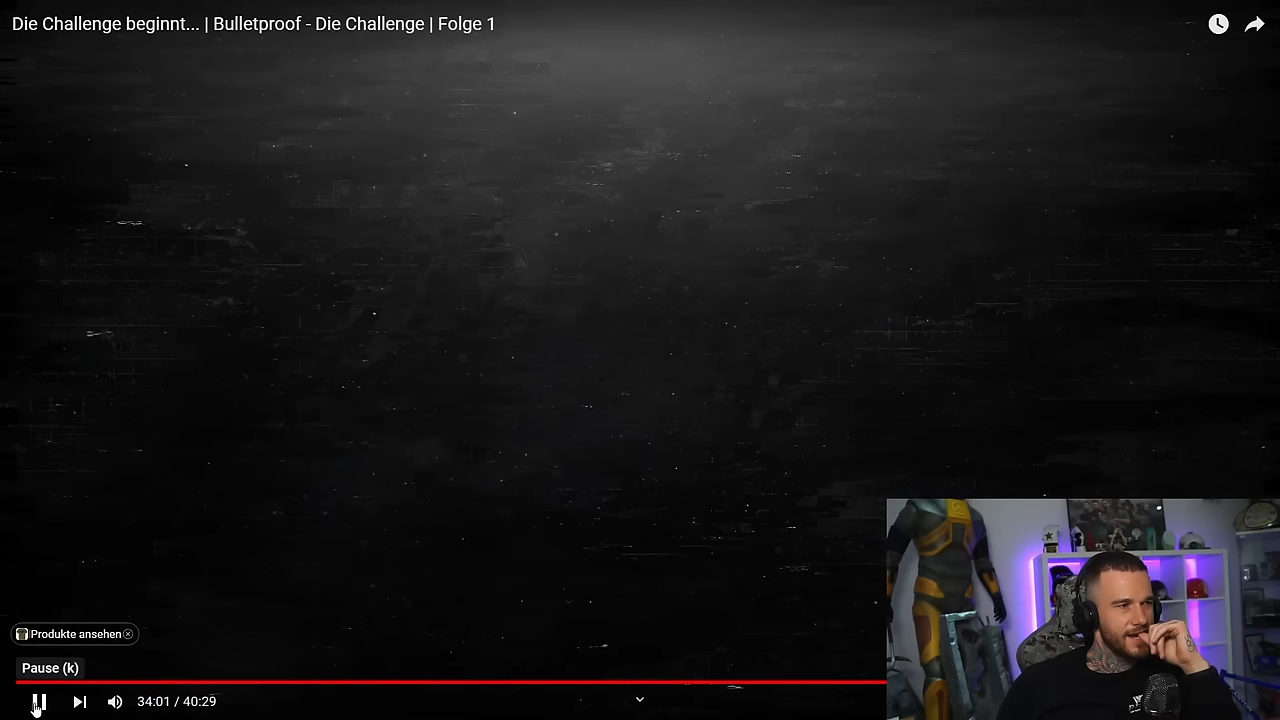 Die Challenge beginnt... | Bulletproof - Die Challenge | Folge 1
Produkte ansehen
Pause (k)
34:01 / 40:29